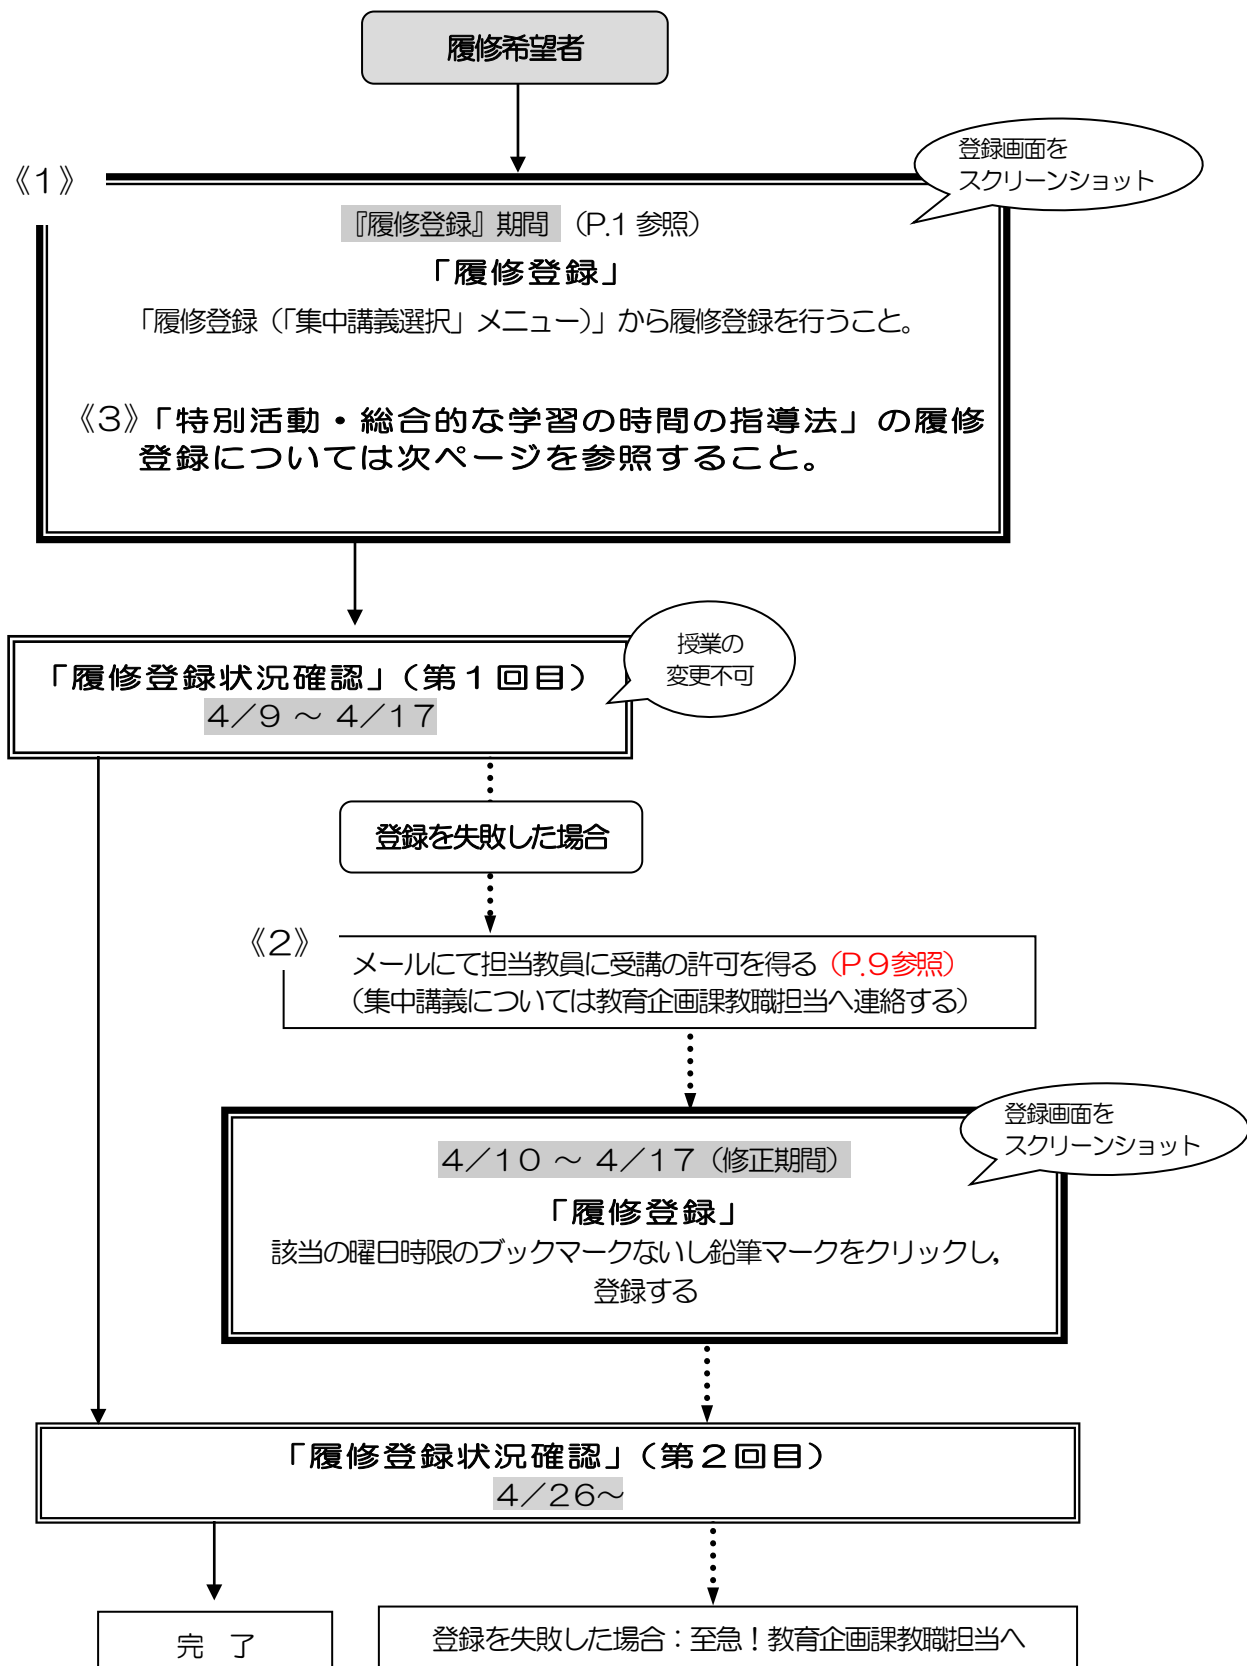 履修希望者
登録画面を
スクリーンショット
《1》
『履修登録』期間 (P.1 参照)
「履修登録」
「履修登録(「集中講義選択」メニュー)」から履修登録を行うこと。
《3》「特別活動・総合的な学習の時間の指導法」の履修
登録については次ページを参照すること。
授業の
変更不可
「履修登録状況確認」(第1回目)
4/9 ~ 4/17
登録を失敗した場合
《2》
メールにて担当教員に受講の許可を得る(P.9参照)
(集中講義については教育企画課教職担当へ連絡する)
登録画面を
スクリーンショット
4/10 ~ 4/17(修正期間)
「履修登録」
該当の曜日時限のブックマークないし鉛筆マークをクリックし,
登録する
「履修登録状況確認」(第2回目)
4/26~
完 了
登録を失敗した場合:至急!教育企画課教職担当へ